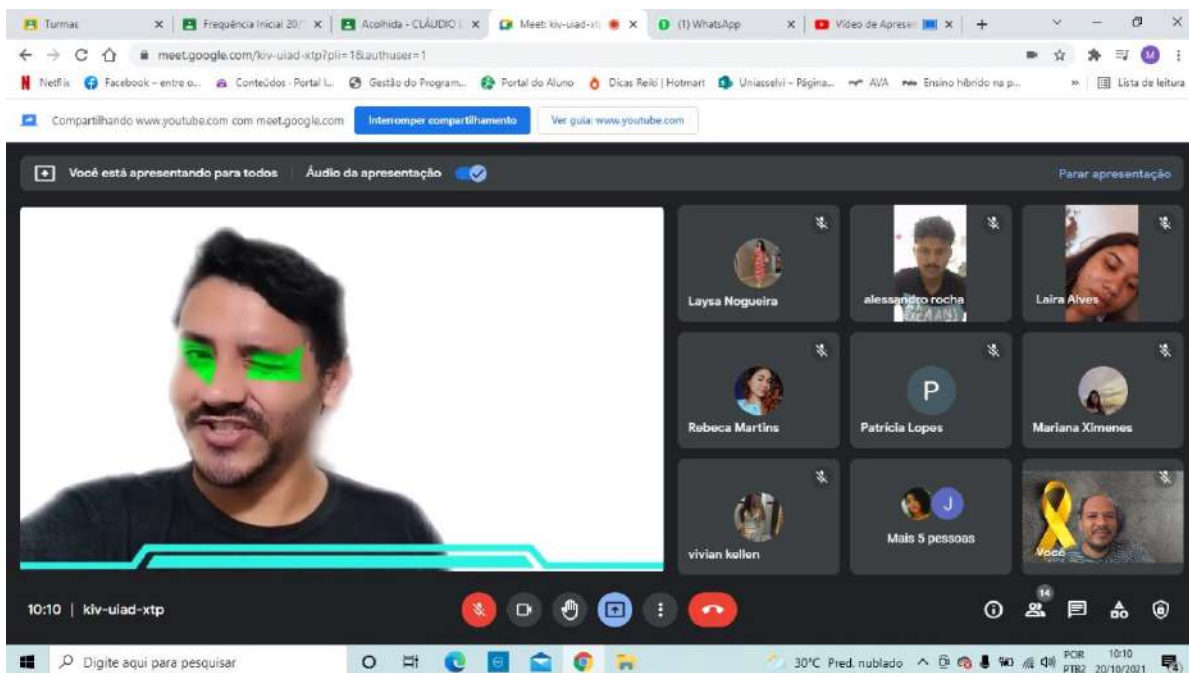 Turmas
Frequência Inicial 20/
Acolhida - CLÁUDIO
Meet: kiv-uiad-xt
(1) WhatsApp
Vídeo de Apresen
meet.google.com/kiv-uiad-xtp?pli=1&authuser=1
M
Netflix Facebook – entre o... Conteúdos - Portal I... Gestão do Program... Portal do Aluno Dicas Reiki | Hotmart Uniasselvi – Página... AVA Ensino híbrido na p... » Lista de leitura
Compartilhando www.youtube.com com meet.google.com Interromper compartilhamento Ver guia: www.youtube.com
Você está apresentando para todos Áudio da apresentação Parar apresentação
Laysa Nogueira
alessandro rocha
Laira Alves
Rebeca Martins
P
Patricia Lopes
Mariana Ximenes
vivian kellen
J
Mais 5 pessoas
Você
10:10 | kiv-uiad-xtp
14
Digite aqui para pesquisar
30°C Pred. nublado
POR
PTB2
10:10
20/10/2021